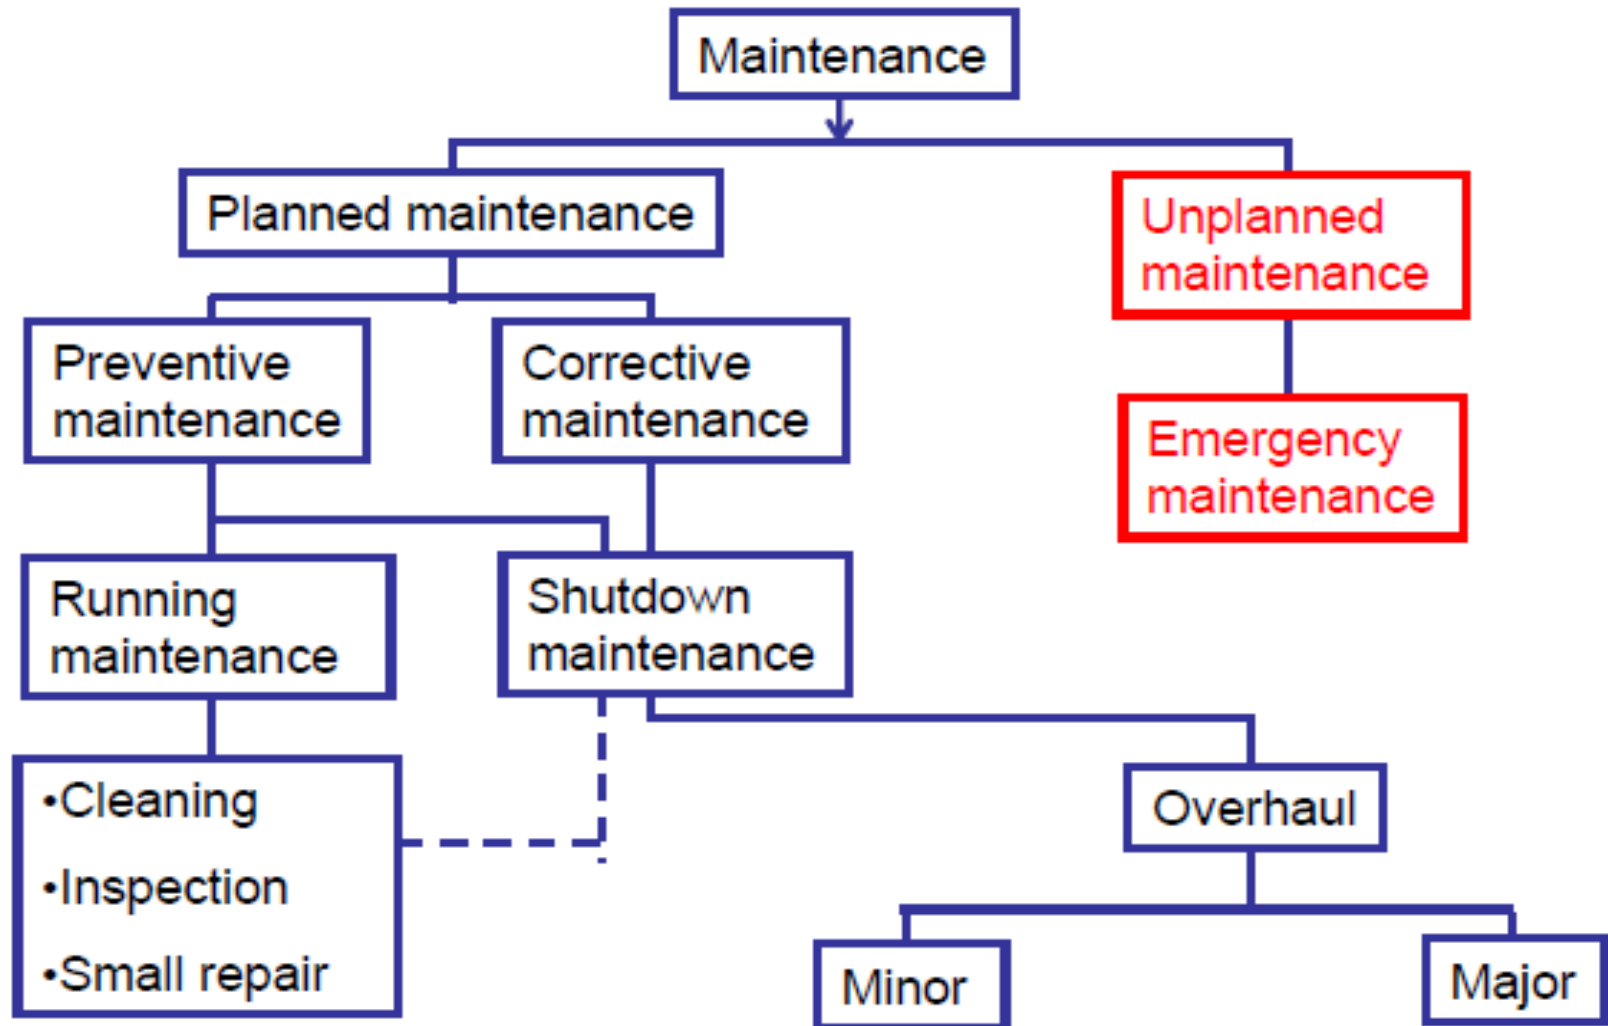 Maintenance
Planned maintenance
Unplanned
maintenance
Preventive
maintenance
Corrective
maintenance
Emergency
maintenance
Running
maintenance
Shutdown
maintenance
•Cleaning
•Inspection
•Small repair
Overhaul
Minor
Major